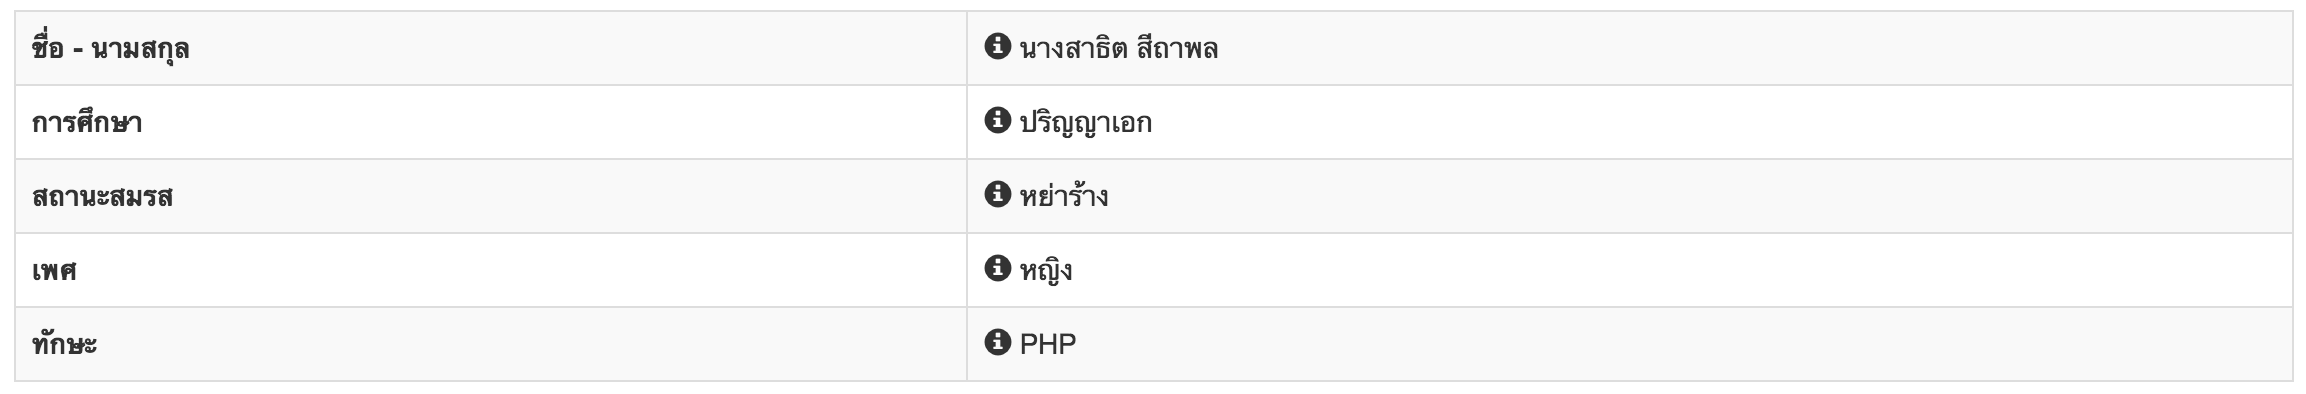 ชื่อ - นามสกุล นางสาธิต สีถาพล
การศึกษา ปริญญาเอก
สถานะสมรส หย่าร้าง
เพศ หญิง
ทักษะ PHP